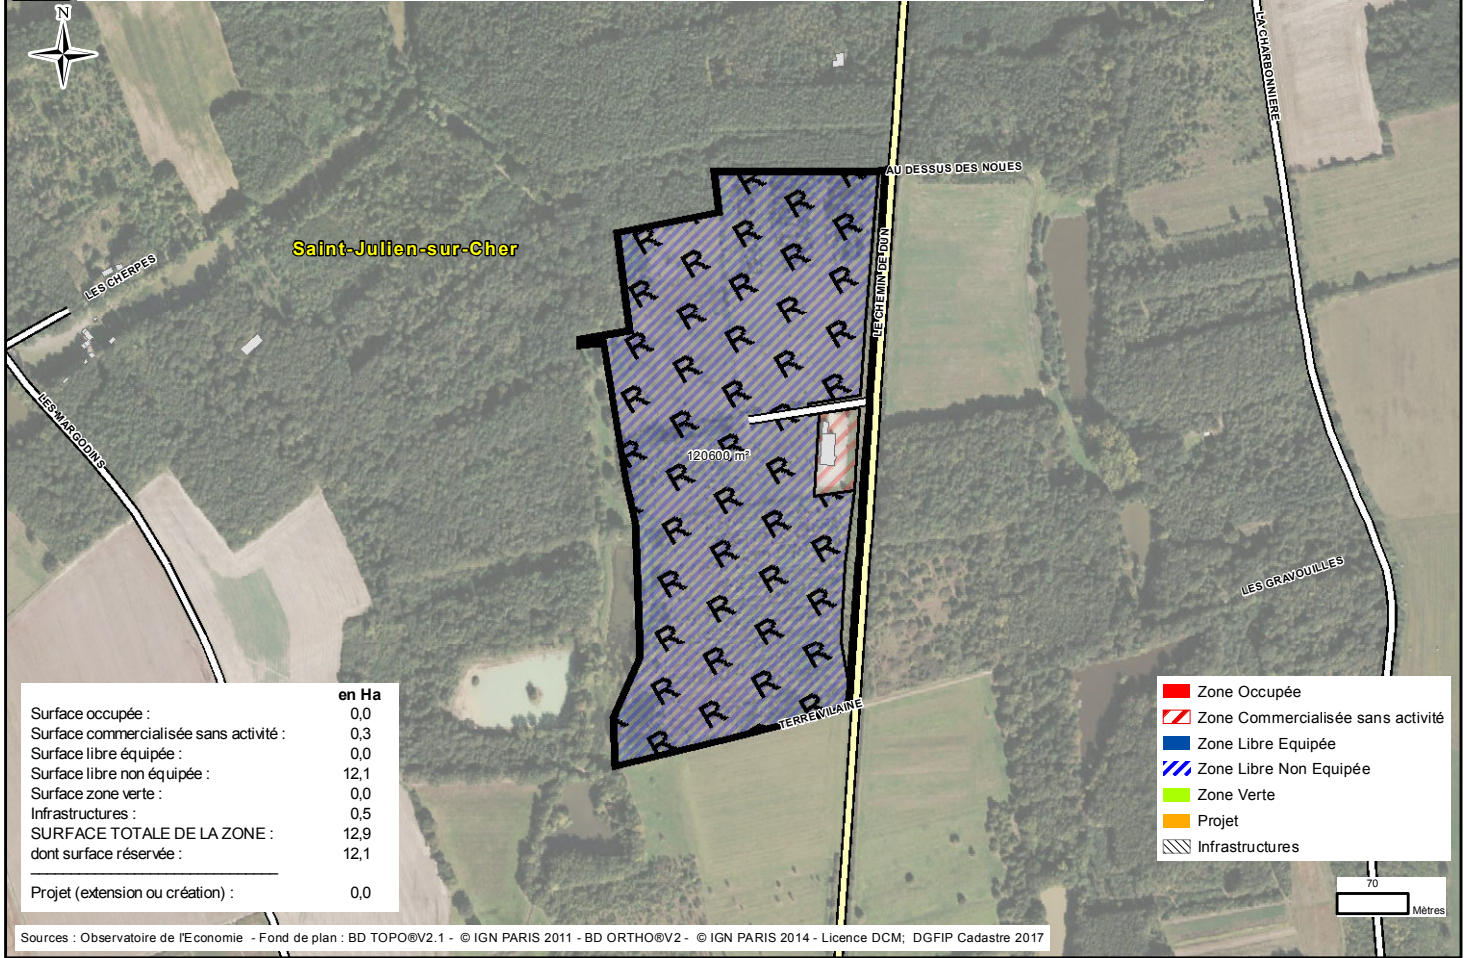 N
LA CHARBONNIERE
AU DESSUS DES NOUES
Saint-Julien-sur-Cher
LES CHERPES
LE CHEMIN DE DUN
LES MARGODINS
120600 m²
LES GRAVOUILLES
TERRE VILAINE
R R R R R R R R R R R R R R R R R R R R R R R R R R R R R R R R R R R R R R R R R R R R R R
en Ha
Surface occupée : 0,0
Surface commercialisée sans activité : 0,3
Surface libre équipée : 0,0
Surface libre non équipée : 12,1
Surface zone verte : 0,0
Infrastructures : 0,5
SURFACE TOTALE DE LA ZONE : 12,9
dont surface réservée : 12,1
Projet (extension ou création) : 0,0
Zone Occupée
Zone Commercialisée sans activité
Zone Libre Equipée
Zone Libre Non Equipée
Zone Verte
Projet
Infrastructures
70
Mètres
Sources : Observatoire de l'Economie - Fond de plan : BD TOPO®V2.1 - © IGN PARIS 2011 - BD ORTHO®V2 - © IGN PARIS 2014 - Licence DCM; DGFIP Cadastre 2017